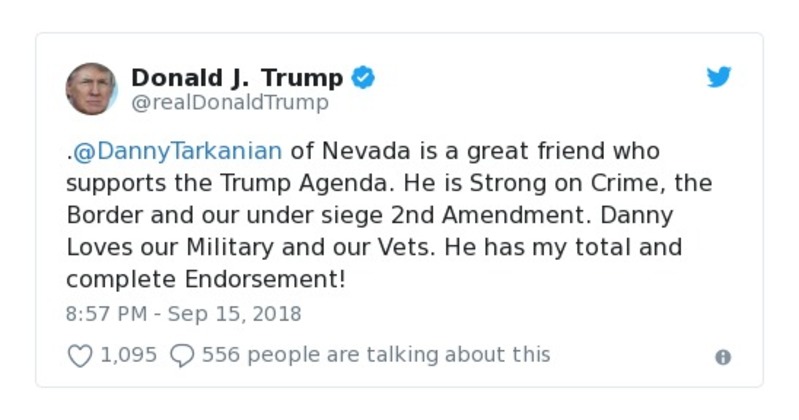 Donald J. Trump
@realDonaldTrump
.@DannyTarkanian of Nevada is a great friend who
supports the Trump Agenda. He is Strong on Crime, the
Border and our under siege 2nd Amendment. Danny
Loves our Military and our Vets. He has my total and
complete Endorsement!
8:57 PM - Sep 15, 2018
1,095 556 people are talking about this